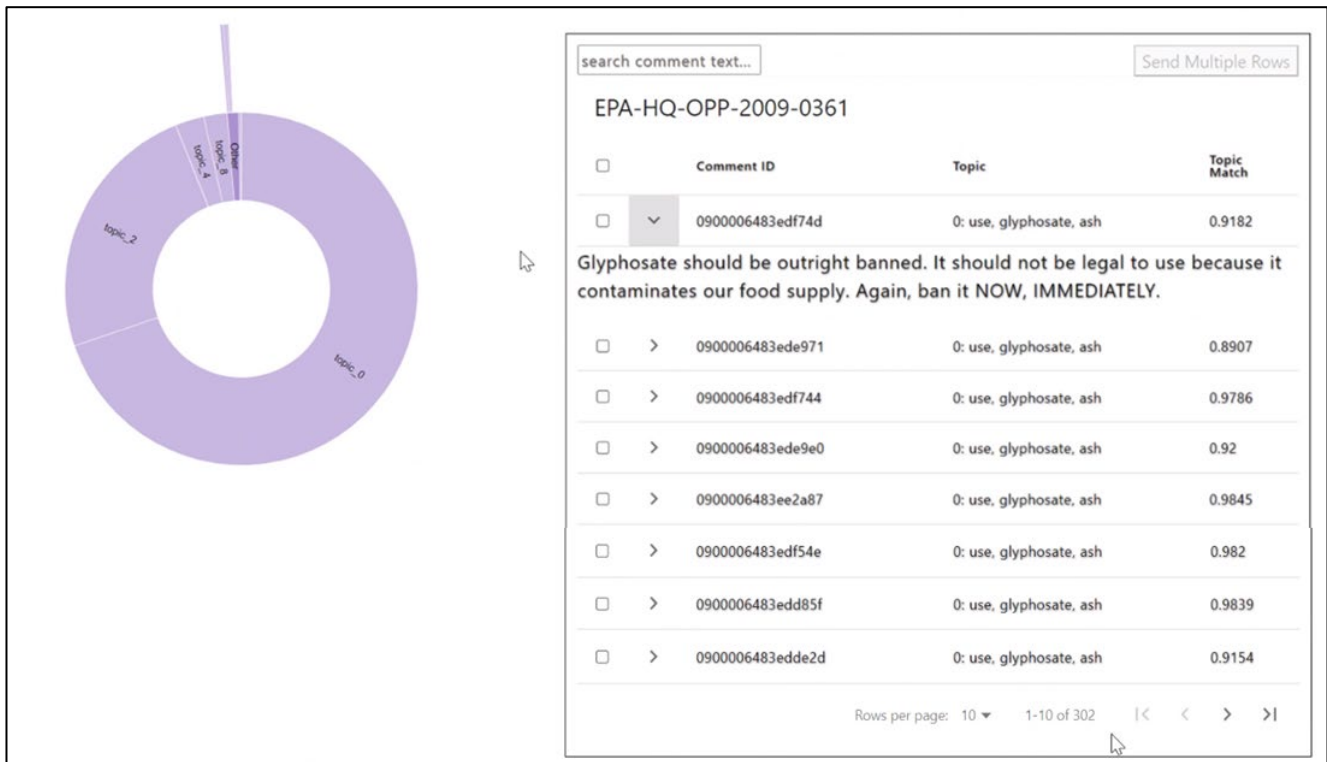 topic_4
topic_8
Other
topic_2
topic_0
search comment text...
Send Multiple Rows
EPA-HQ-OPP-2009-0361
Comment ID
Topic
Topic
Match
0900006483edf74d
0: use, glyphosate, ash
0.9182
Glyphosate should be outright banned. It should not be legal to use because it
contaminates our food supply. Again, ban it NOW, IMMEDIATELY.
0900006483ede971
0: use, glyphosate, ash
0.8907
0900006483edf744
0: use, glyphosate, ash
0.9786
0900006483ede9e0
0: use, glyphosate, ash
0.92
0900006483ee2a87
0: use, glyphosate, ash
0.9845
0900006483edf54e
0: use, glyphosate, ash
0.982
0900006483edd85f
0: use, glyphosate, ash
0.9839
0900006483edde2d
0: use, glyphosate, ash
0.9154
Rows per page: 10
1-10 of 302